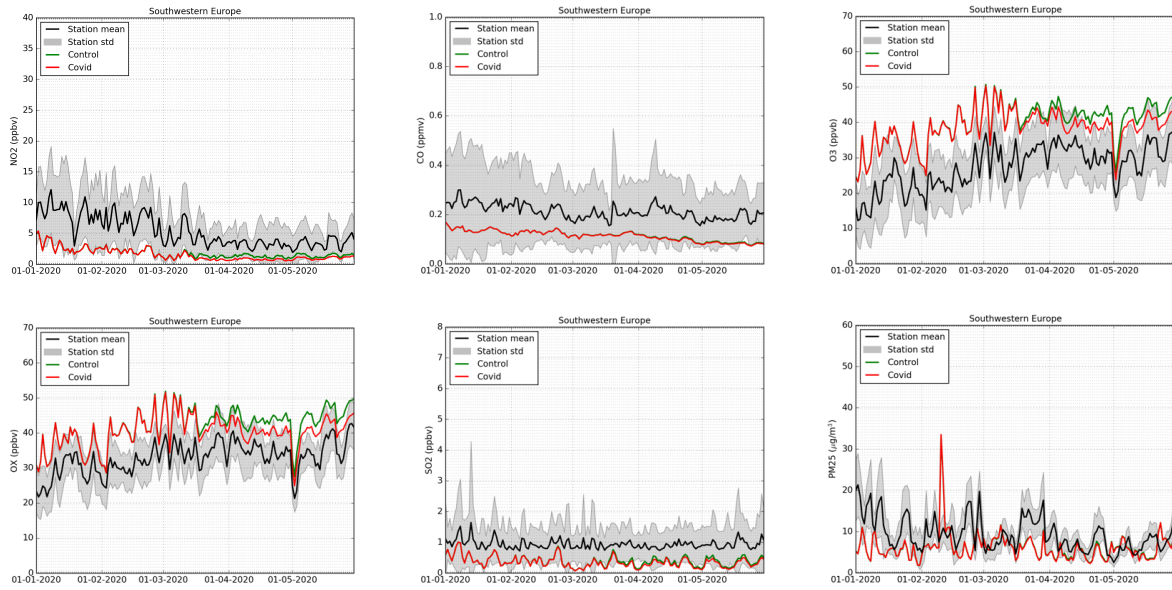 Southwestern Europe
40
35
30
25
20
15
10
5
0
NO2 (ppbv)
Station mean
Station std
Control
Covid
01-01-2020 01-02-2020 01-03-2020 01-04-2020 01-05-2020
Southwestern Europe
1.0
0.8
0.6
0.4
0.2
0.0
CO (ppmv)
Station mean
Station std
Control
Covid
01-01-2020 01-02-2020 01-03-2020 01-04-2020 01-05-2020
Southwestern Europe
70
60
50
40
30
20
10
0
O3 (ppvb)
Station mean
Station std
Control
Covid
01-01-2020 01-02-2020 01-03-2020 01-04-2020 01-05-2020
Southwestern Europe
70
60
50
40
30
20
10
0
OX (ppbv)
Station mean
Station std
Control
Covid
01-01-2020 01-02-2020 01-03-2020 01-04-2020 01-05-2020
Southwestern Europe
8
7
6
5
4
3
2
1
0
SO2 (ppbv)
Station mean
Station std
Control
Covid
01-01-2020 01-02-2020 01-03-2020 01-04-2020 01-05-2020
Southwestern Europe
60
50
40
30
20
10
0
PM25 (μg/m³)
Station mean
Station std
Control
Covid
01-01-2020 01-02-2020 01-03-2020 01-04-2020 01-05-2020